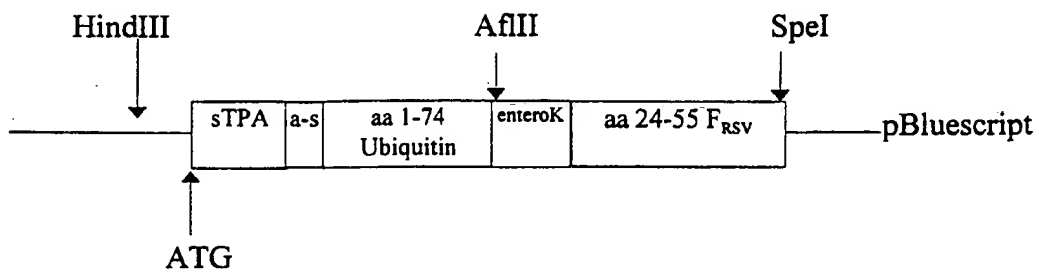 HindIII AflII SpeI
sTPA a-s aa 1-74 Ubiquitin enteroK aa 24-55 F_RSV pBluescript
ATG